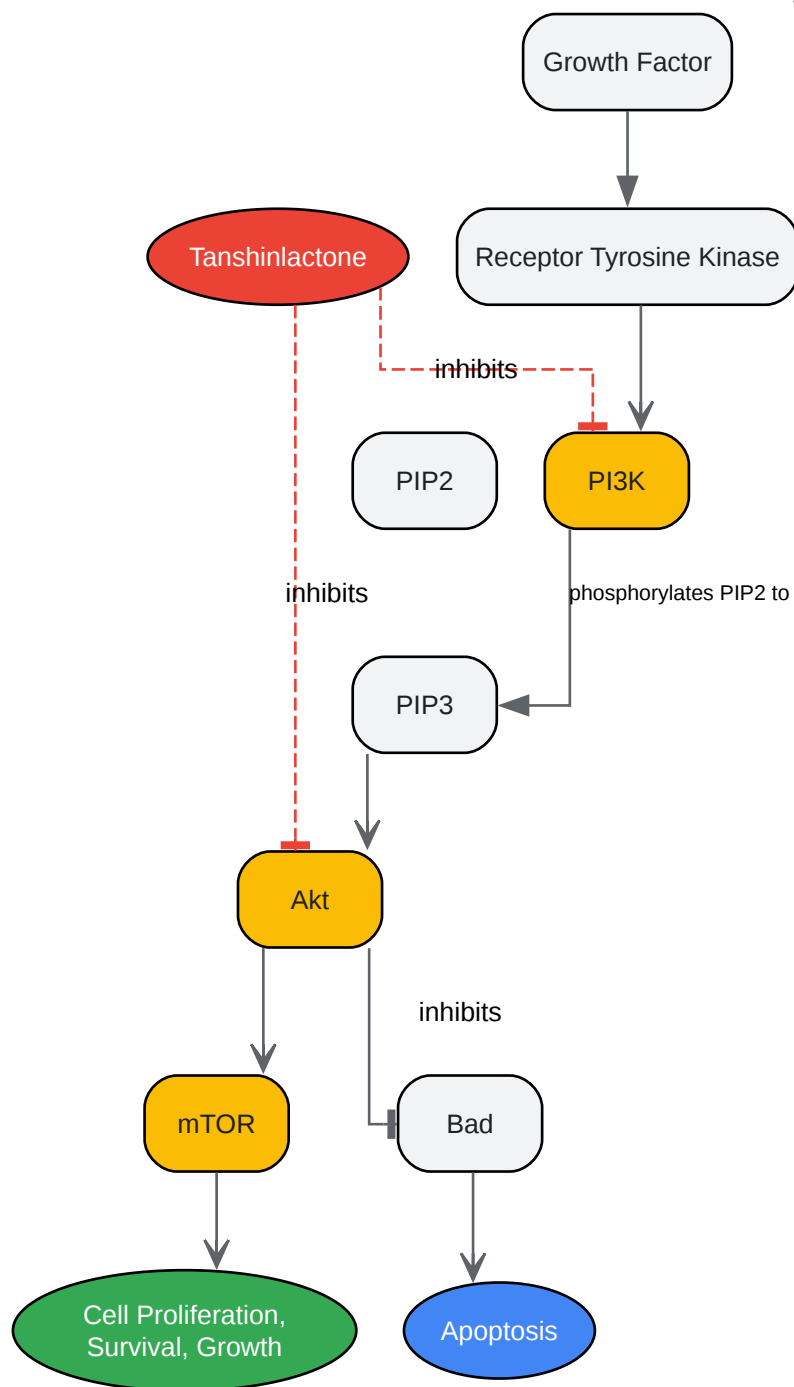 Growth Factor
Tanshinlactone
Receptor Tyrosine Kinase
inhibits
PIP2
PI3K
inhibits
phosphorylates PIP2 to
PIP3
Akt
inhibits
mTOR
Bad
Cell Proliferation,
Survival, Growth
Apoptosis